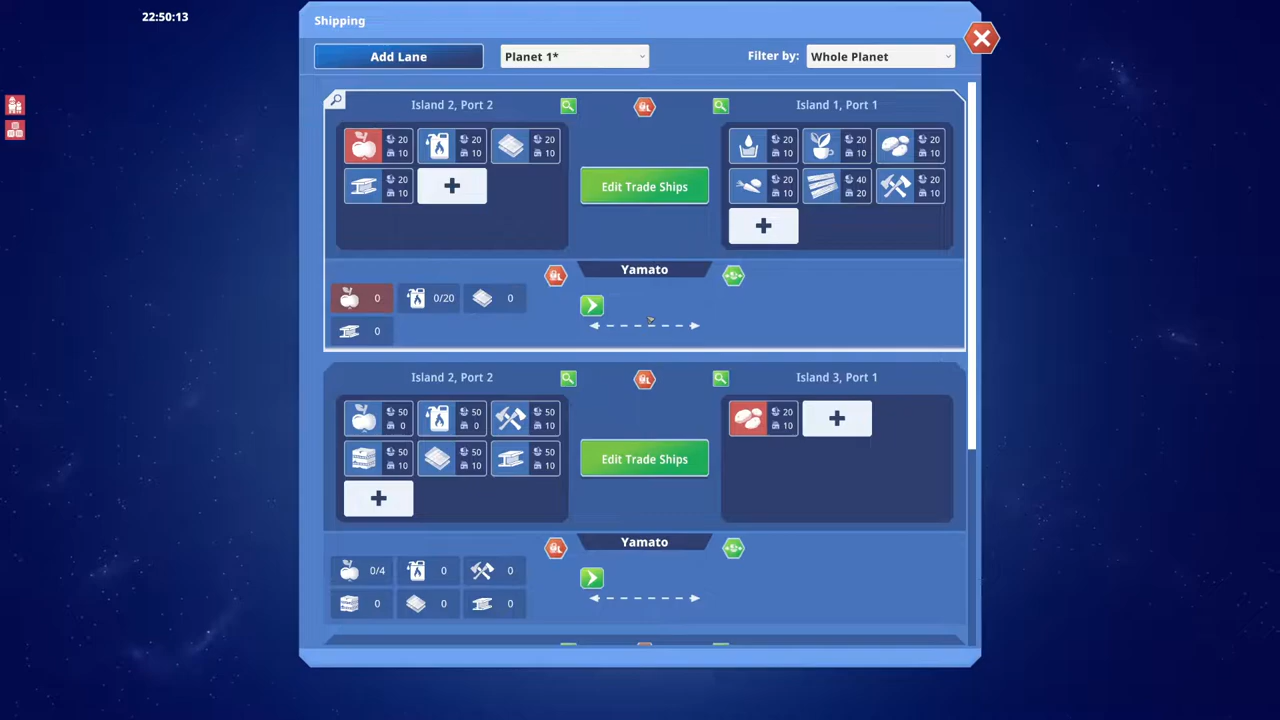 22:50:13
Shipping
Add Lane
Planet 1*
Filter by:
Whole Planet
Island 2, Port 2
Island 1, Port 1
20 20 20
10 10 10
20 20 20
10 10 10
20
10
20 40 20
10 20 10
Edit Trade Ships
Yamato
0 0/20 0
0
Island 2, Port 2
Island 3, Port 1
50 50 50
0 0 10
20
10
50 50 50
10 10 10
Edit Trade Ships
Yamato
0/4 0 0
0 0 0